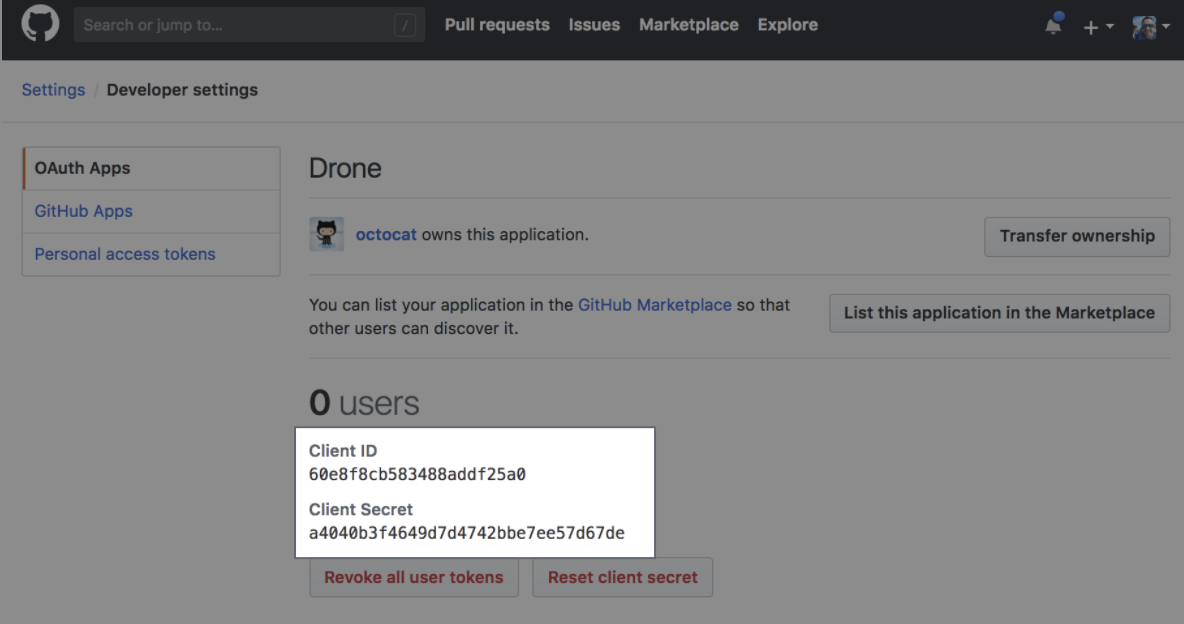 Search or jump to...
/
Pull requests
Issues
Marketplace
Explore
Settings / Developer settings
OAuth Apps
GitHub Apps
Personal access tokens
Drone
octocat owns this application.
Transfer ownership
You can list your application in the GitHub Marketplace so that
other users can discover it.
List this application in the Marketplace
0 users
Client ID
60e8f8cb583488addf25a0
Client Secret
a4040b3f4649d7d4742bbe7ee57d67de
Revoke all user tokens
Reset client secret